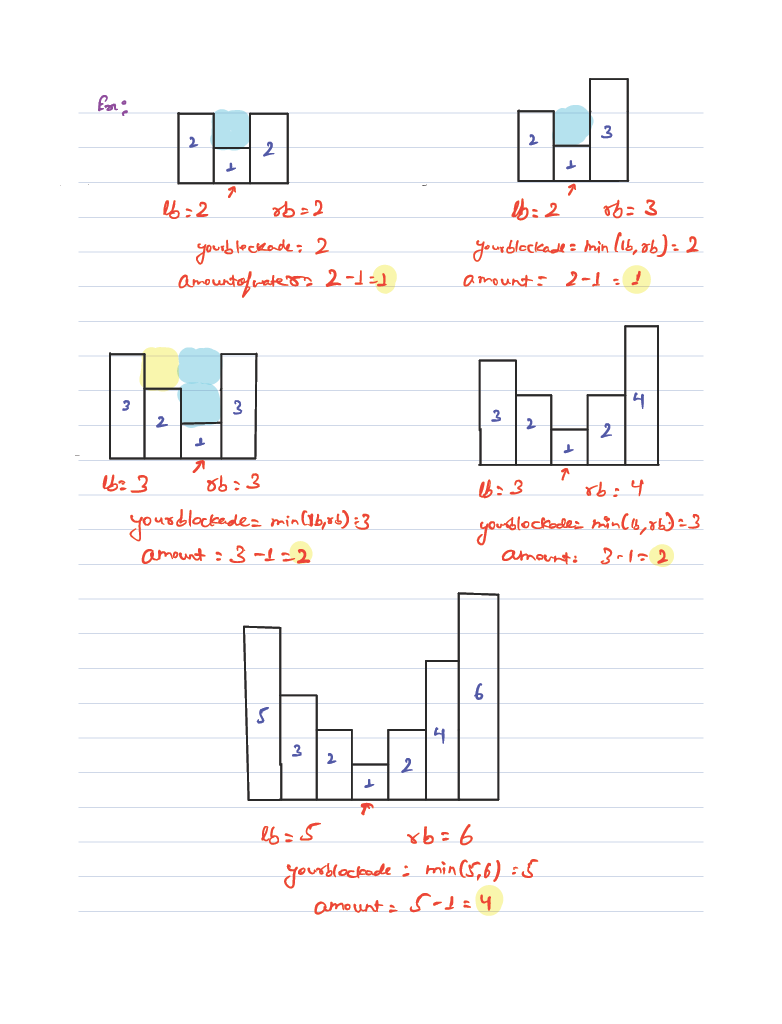 Ex:
2 1 2
lb = 2 rb = 2
yourblockade = 2
amountofwater = 2 - 1 = 1
2 1 3
lb = 2 rb = 3
yourblockade = min(lb, rb) = 2
amount = 2 - 1 = 1
3 2 1 3
lb = 3 rb = 3
yourblockade = min(lb, rb) = 3
amount = 3 - 1 = 2
3 2 1 2 4
lb = 3 rb = 4
yourblockade = min(lb, rb) = 3
amount = 3 - 1 = 2
5 3 2 1 2 4 6
lb = 5 rb = 6
yourblockade = min(5, 6) = 5
amount = 5 - 1 = 4